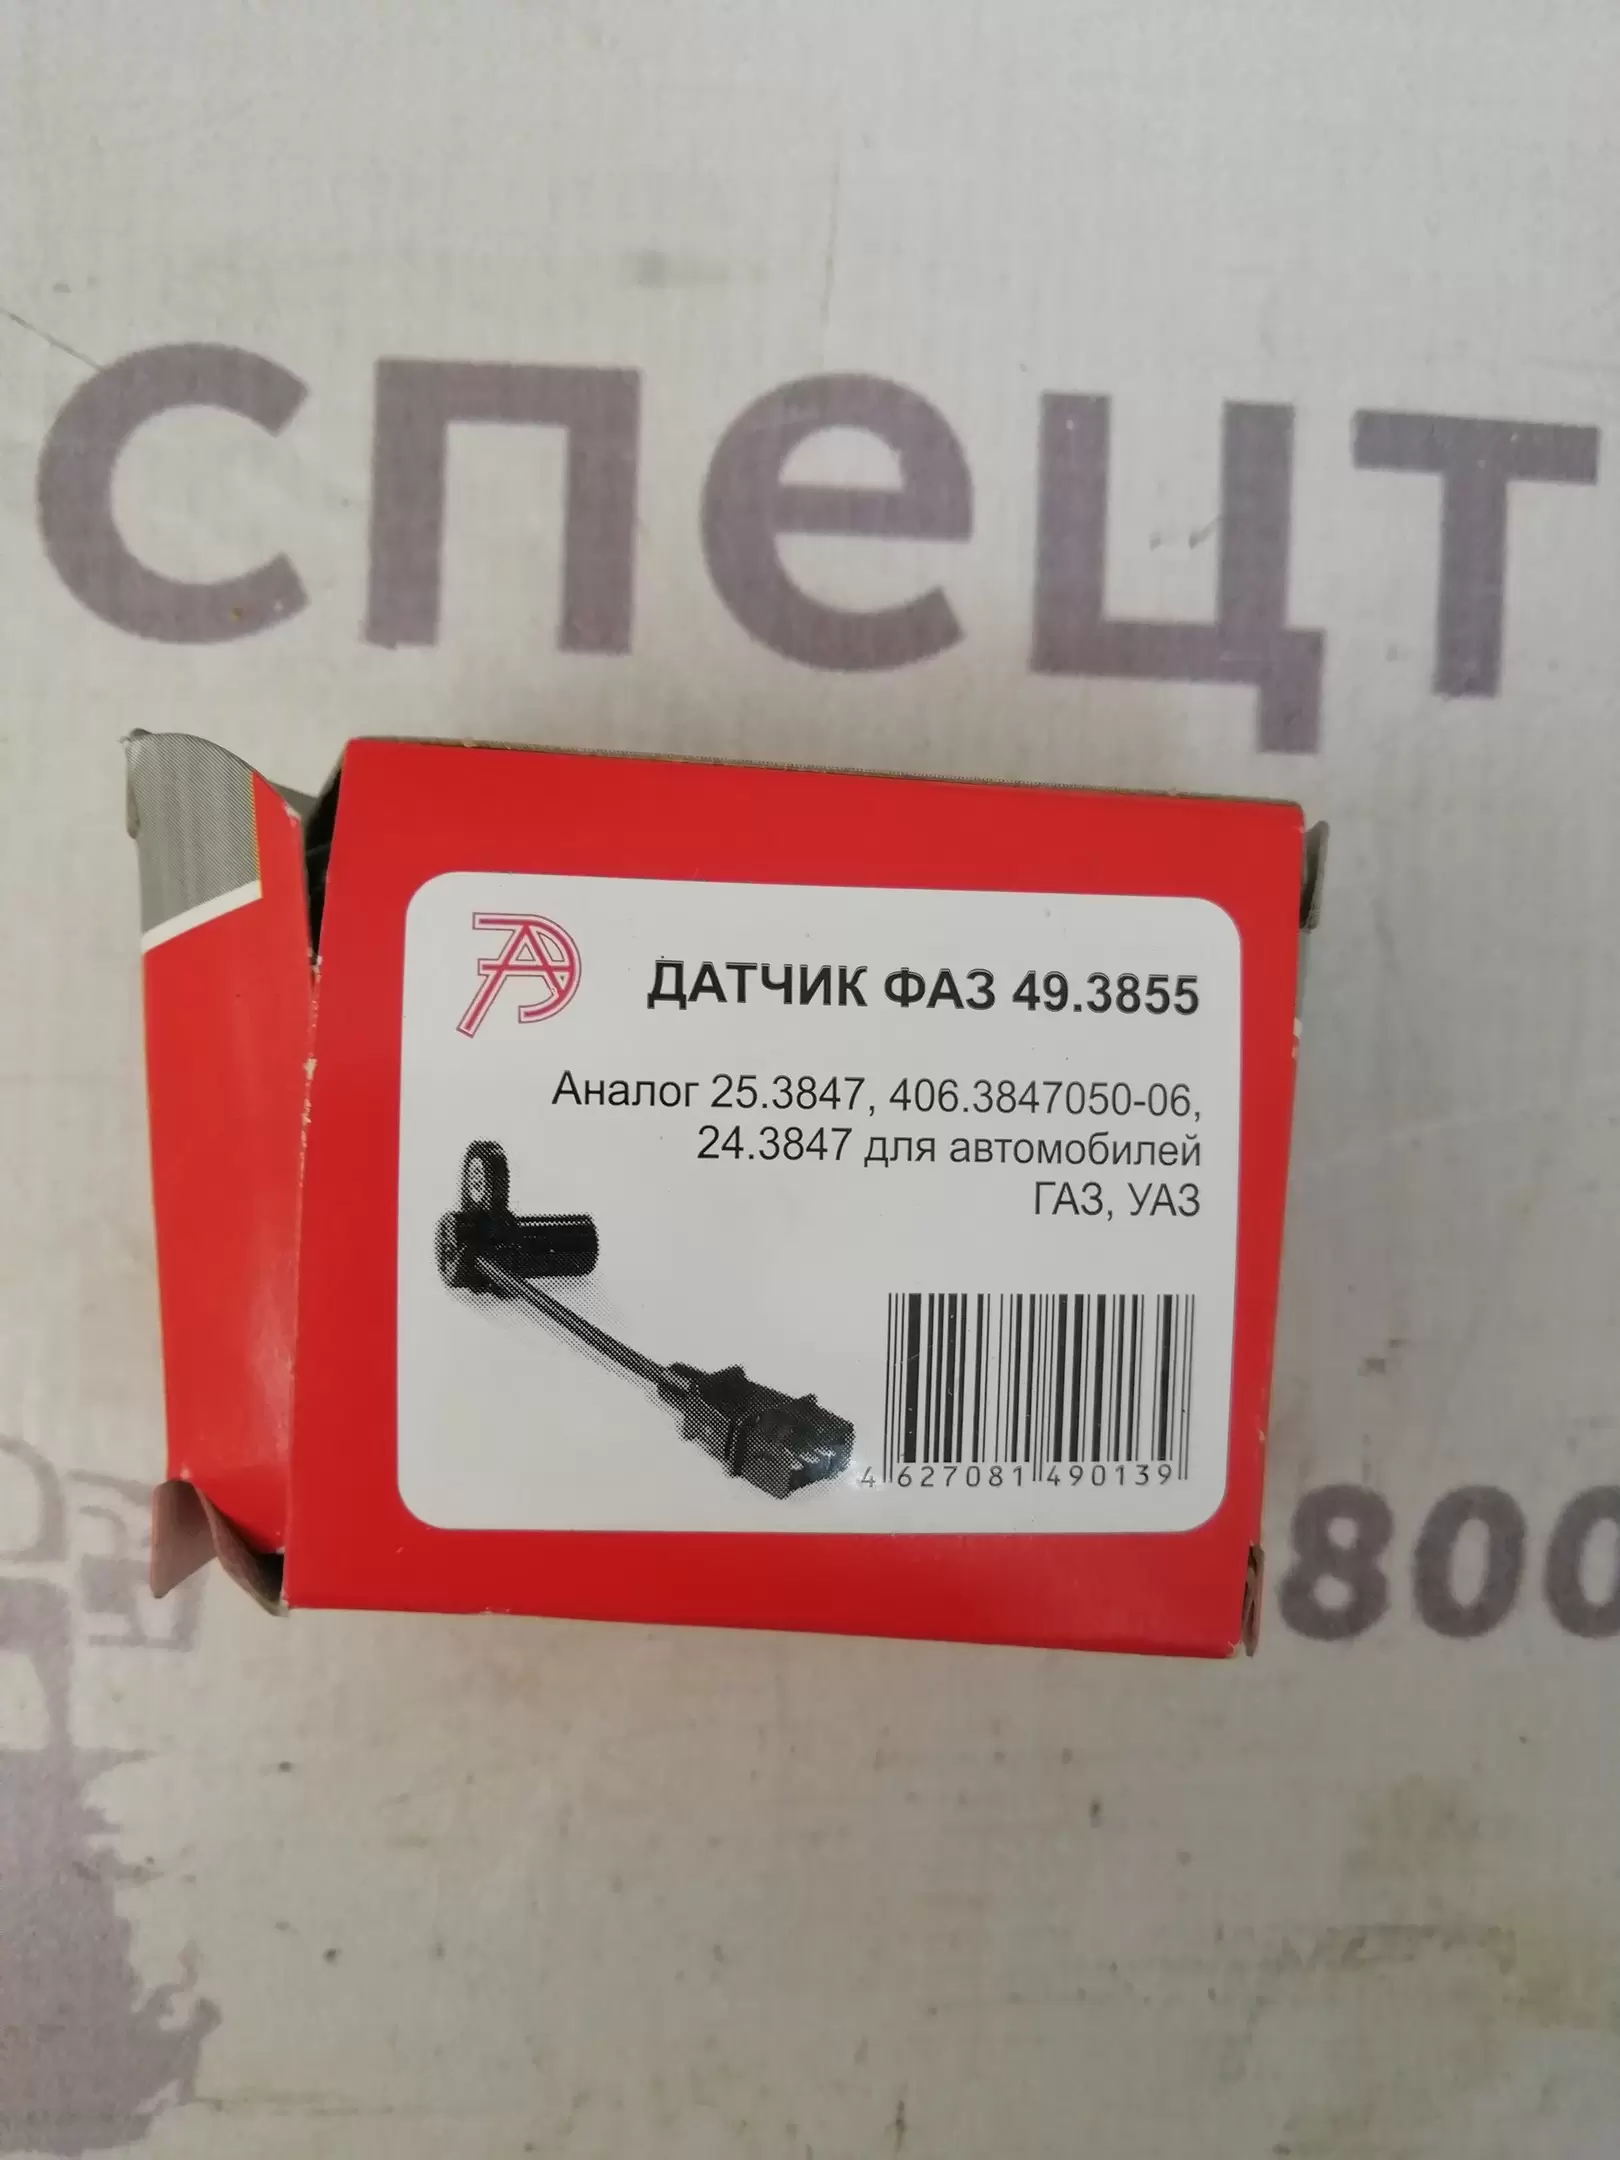 спецт
ДАТЧИК ФАЗ 49.3855
Аналог 25.3847, 406.3847050-06,
24.3847 для автомобилей
ГАЗ, УАЗ
4 627081 490139
800